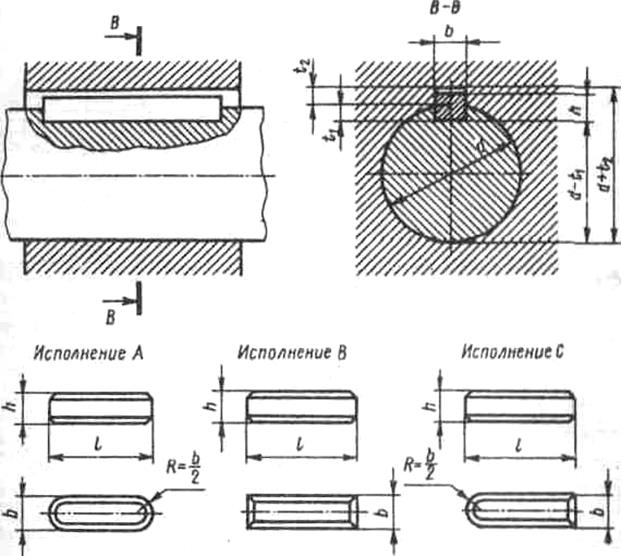 В
В–В
b
t₂
t₁
h
d
d-t₁
d+t₂
В
Исполнение А
Исполнение В
Исполнение С
h
h
h
l
l
l
R=b/2
R=b/2
b
b
b